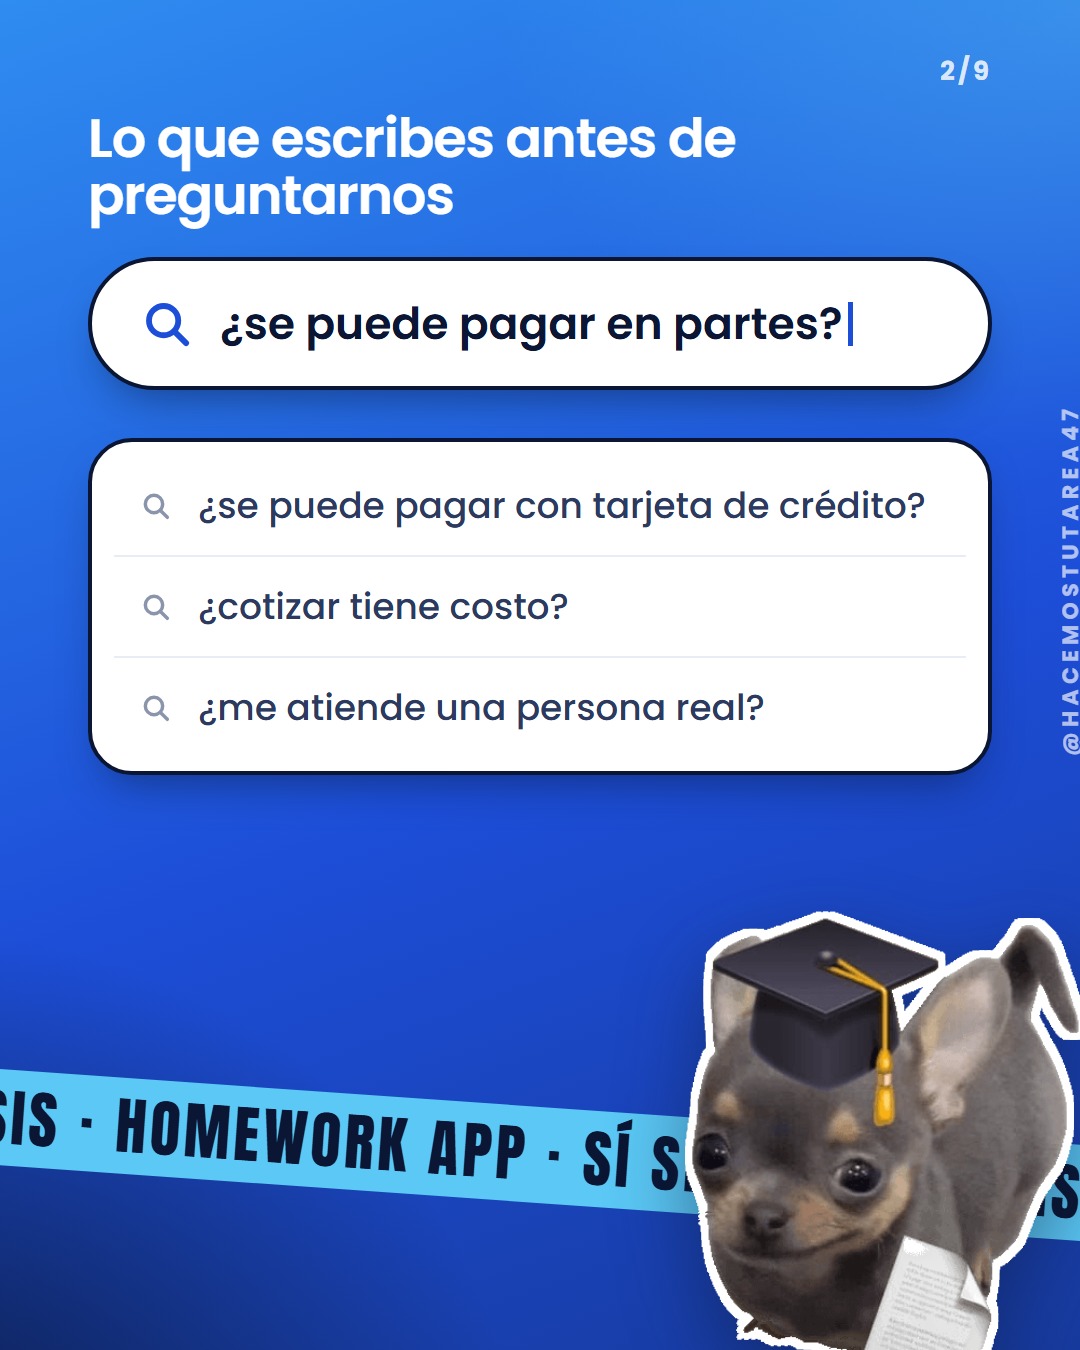 2/9
Lo que escribes antes de
preguntarnos
¿se puede pagar en partes?
¿se puede pagar con tarjeta de crédito?
¿cotizar tiene costo?
¿me atiende una persona real?
@HACEMOSTUTAREA47
SIS · HOMEWORK APP · SÍ S